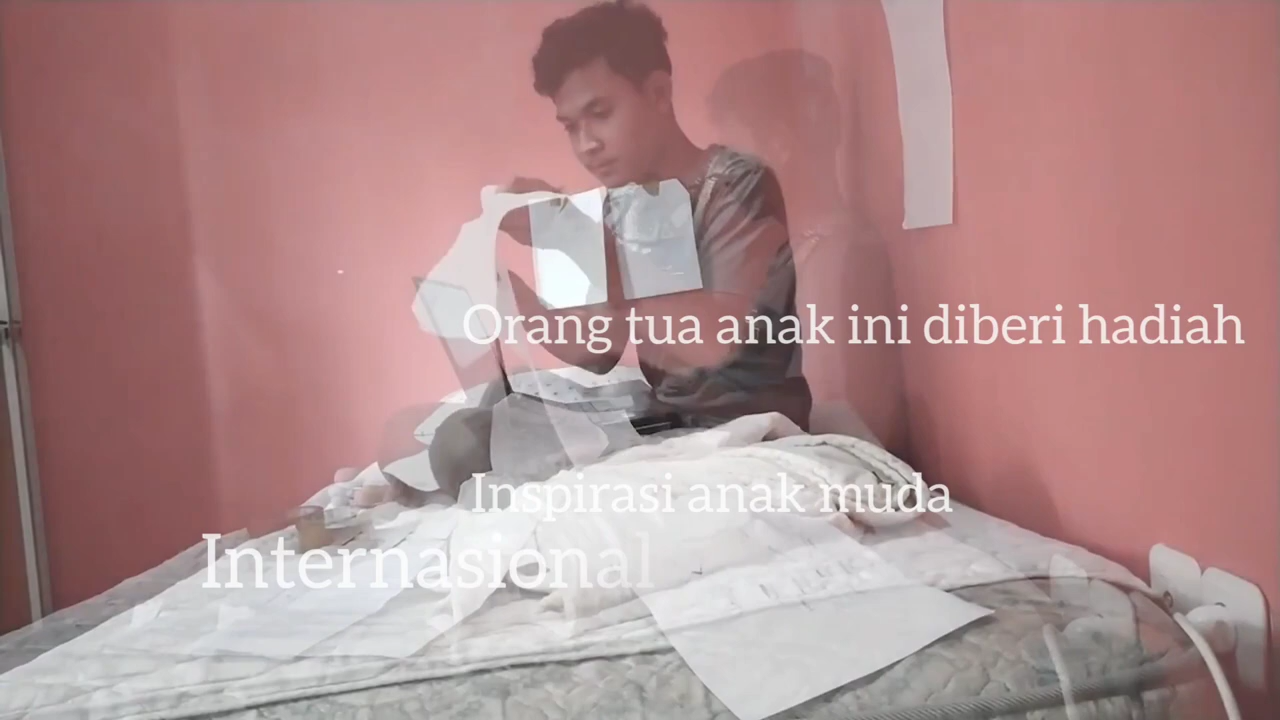 Orang tua anak ini diberi hadiah
Inspirasi anak muda
Internasional